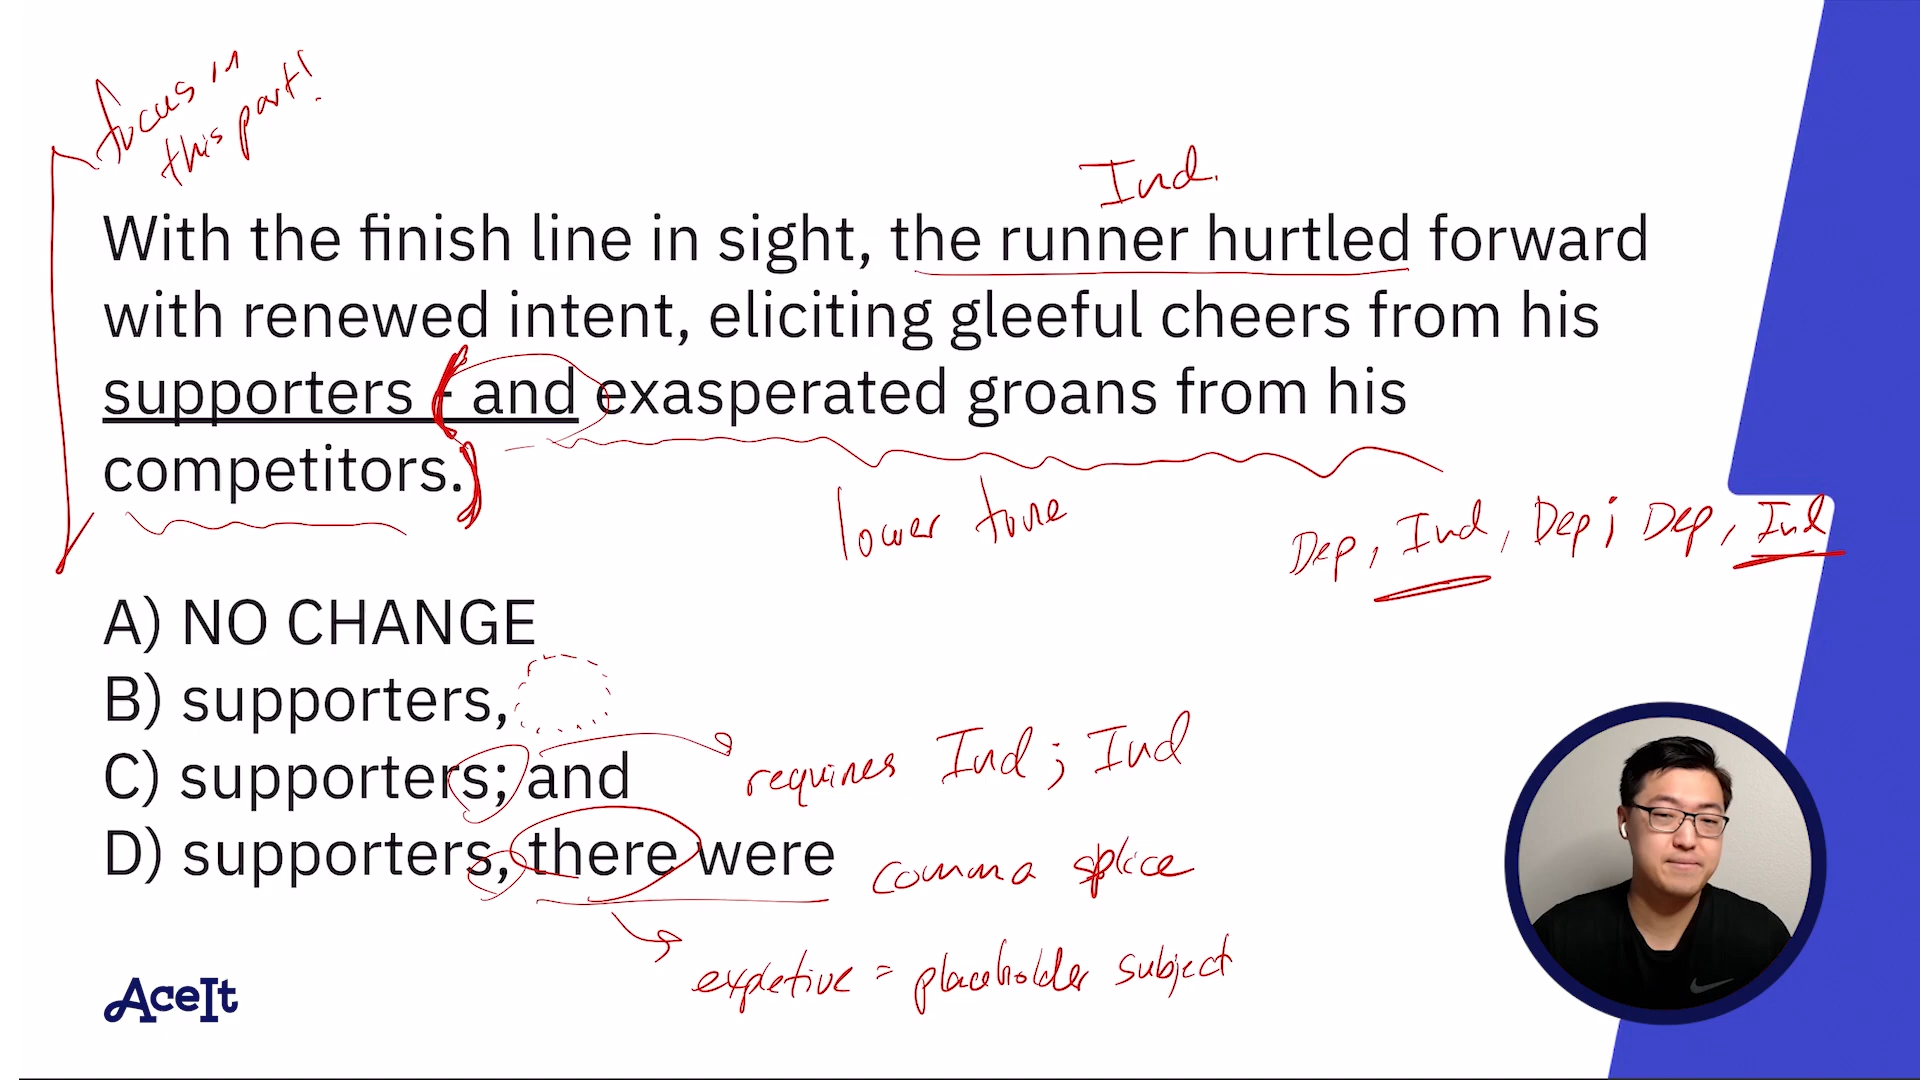 focus in
this part!
Ind.
With the finish line in sight, the runner hurtled forward
with renewed intent, eliciting gleeful cheers from his
supporters - and exasperated groans from his
competitors.
lower tone
Dep, Ind, Dep; Dep, Ind
A) NO CHANGE
B) supporters,
C) supporters; and
requires Ind; Ind
D) supporters, there were
comma splice
expletive = placeholder subject
AceIt